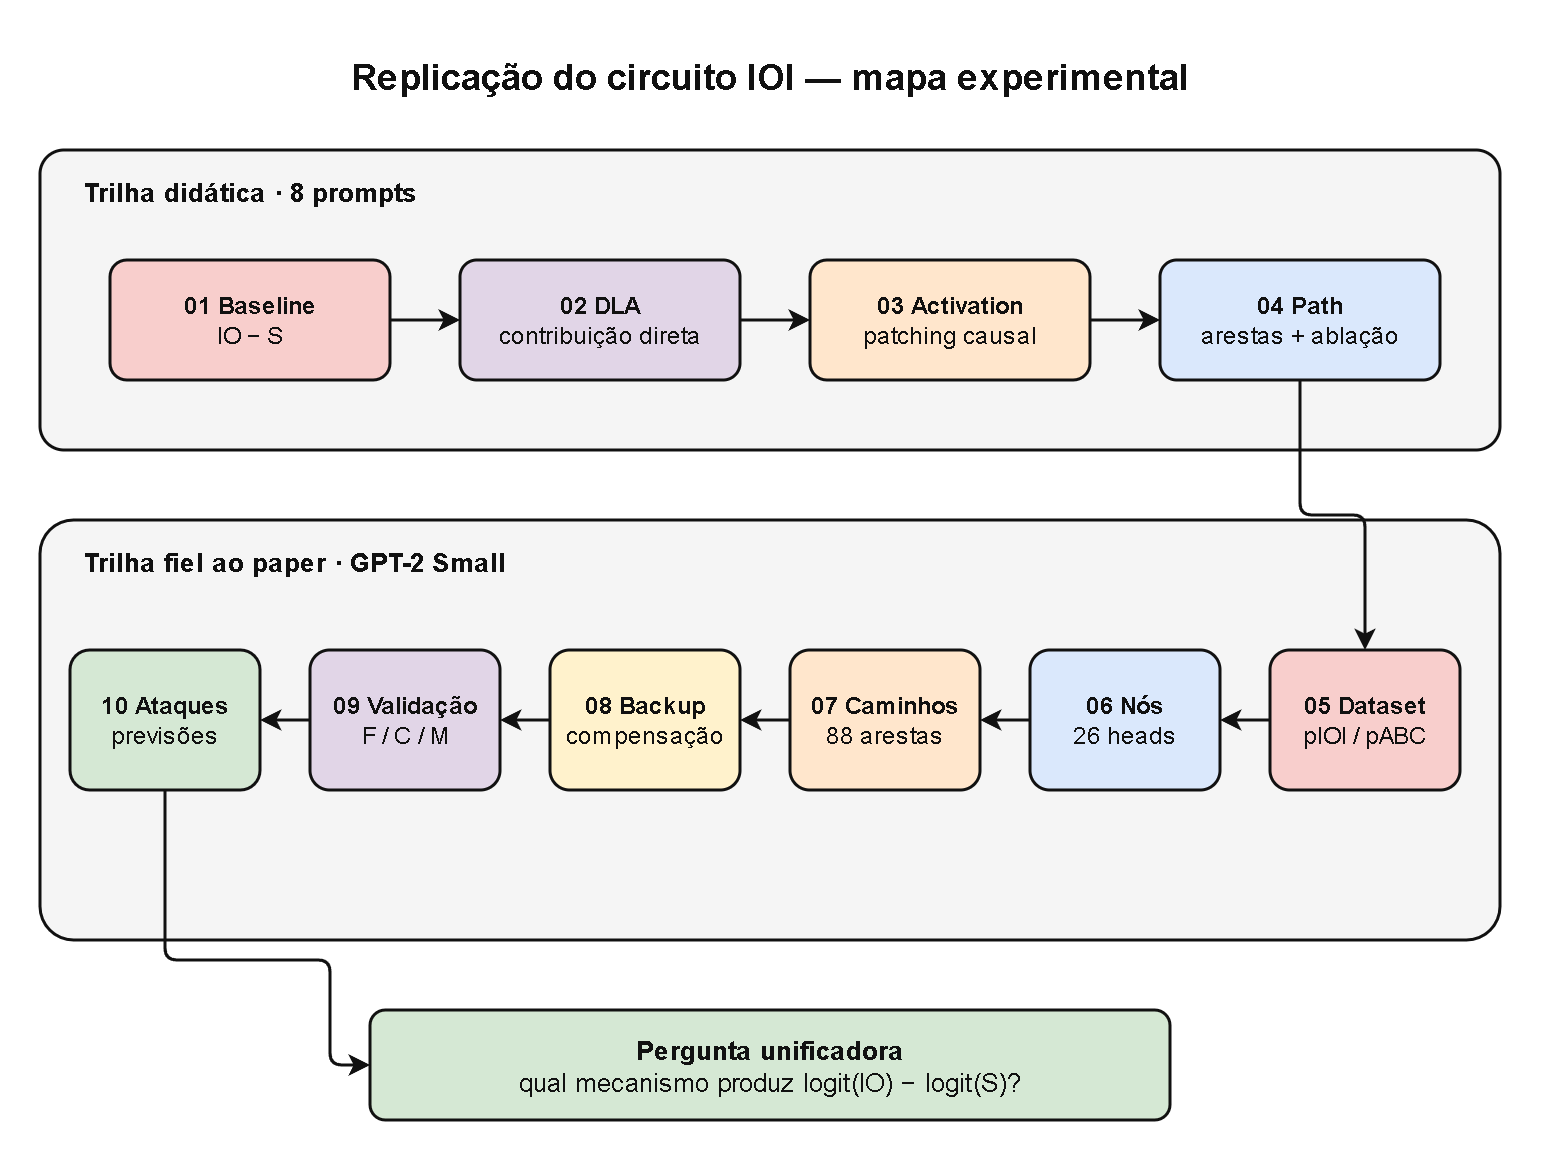 Replicação do circuito IOI — mapa experimental
Trilha didática · 8 prompts
01 Baseline
IO − S
02 DLA
contribuição direta
03 Activation
patching causal
04 Path
arestas + ablação
Trilha fiel ao paper · GPT-2 Small
10 Ataques
previsões
09 Validação
F / C / M
08 Backup
compensação
07 Caminhos
88 arestas
06 Nós
26 heads
05 Dataset
pIOI / pABC
Pergunta unificadora
qual mecanismo produz logit(IO) − logit(S)?